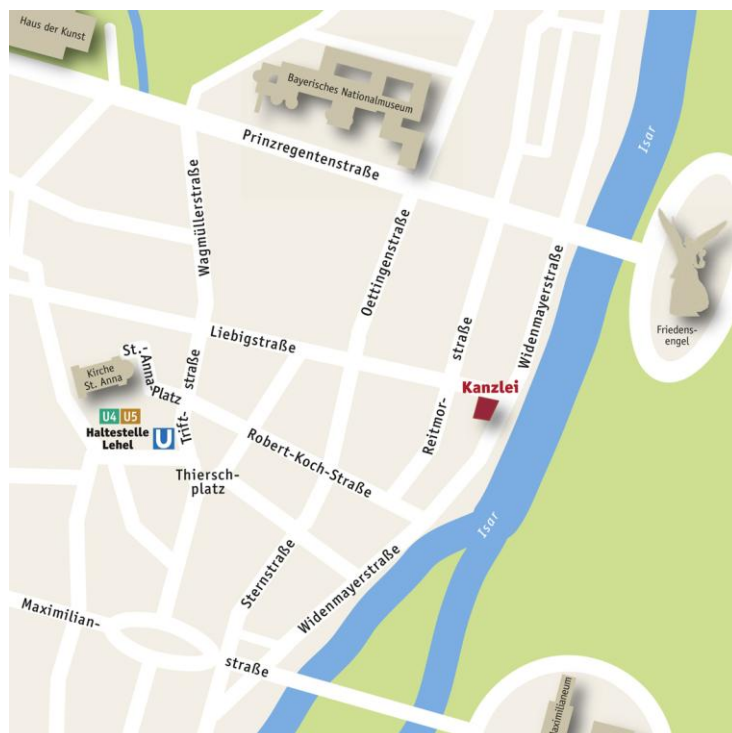 Haus der Kunst
Bayerisches Nationalmuseum
Prinzregentenstraße
Isar
Wagmüllerstraße
Oettingenstraße
Widenmayerstraße
Friedens-
engel
Liebigstraße
straße
Reitmor-
Kanzlei
St.-
Anna-
Platz
Kirche
St. Anna
straße
Trift-
U4 U5
Haltestelle
Lehel
U
Thiersch-
platz
Robert-Koch-Straße
Isar
Sternstraße
Widenmayerstraße
Maximilian-
straße
Maximilianeum